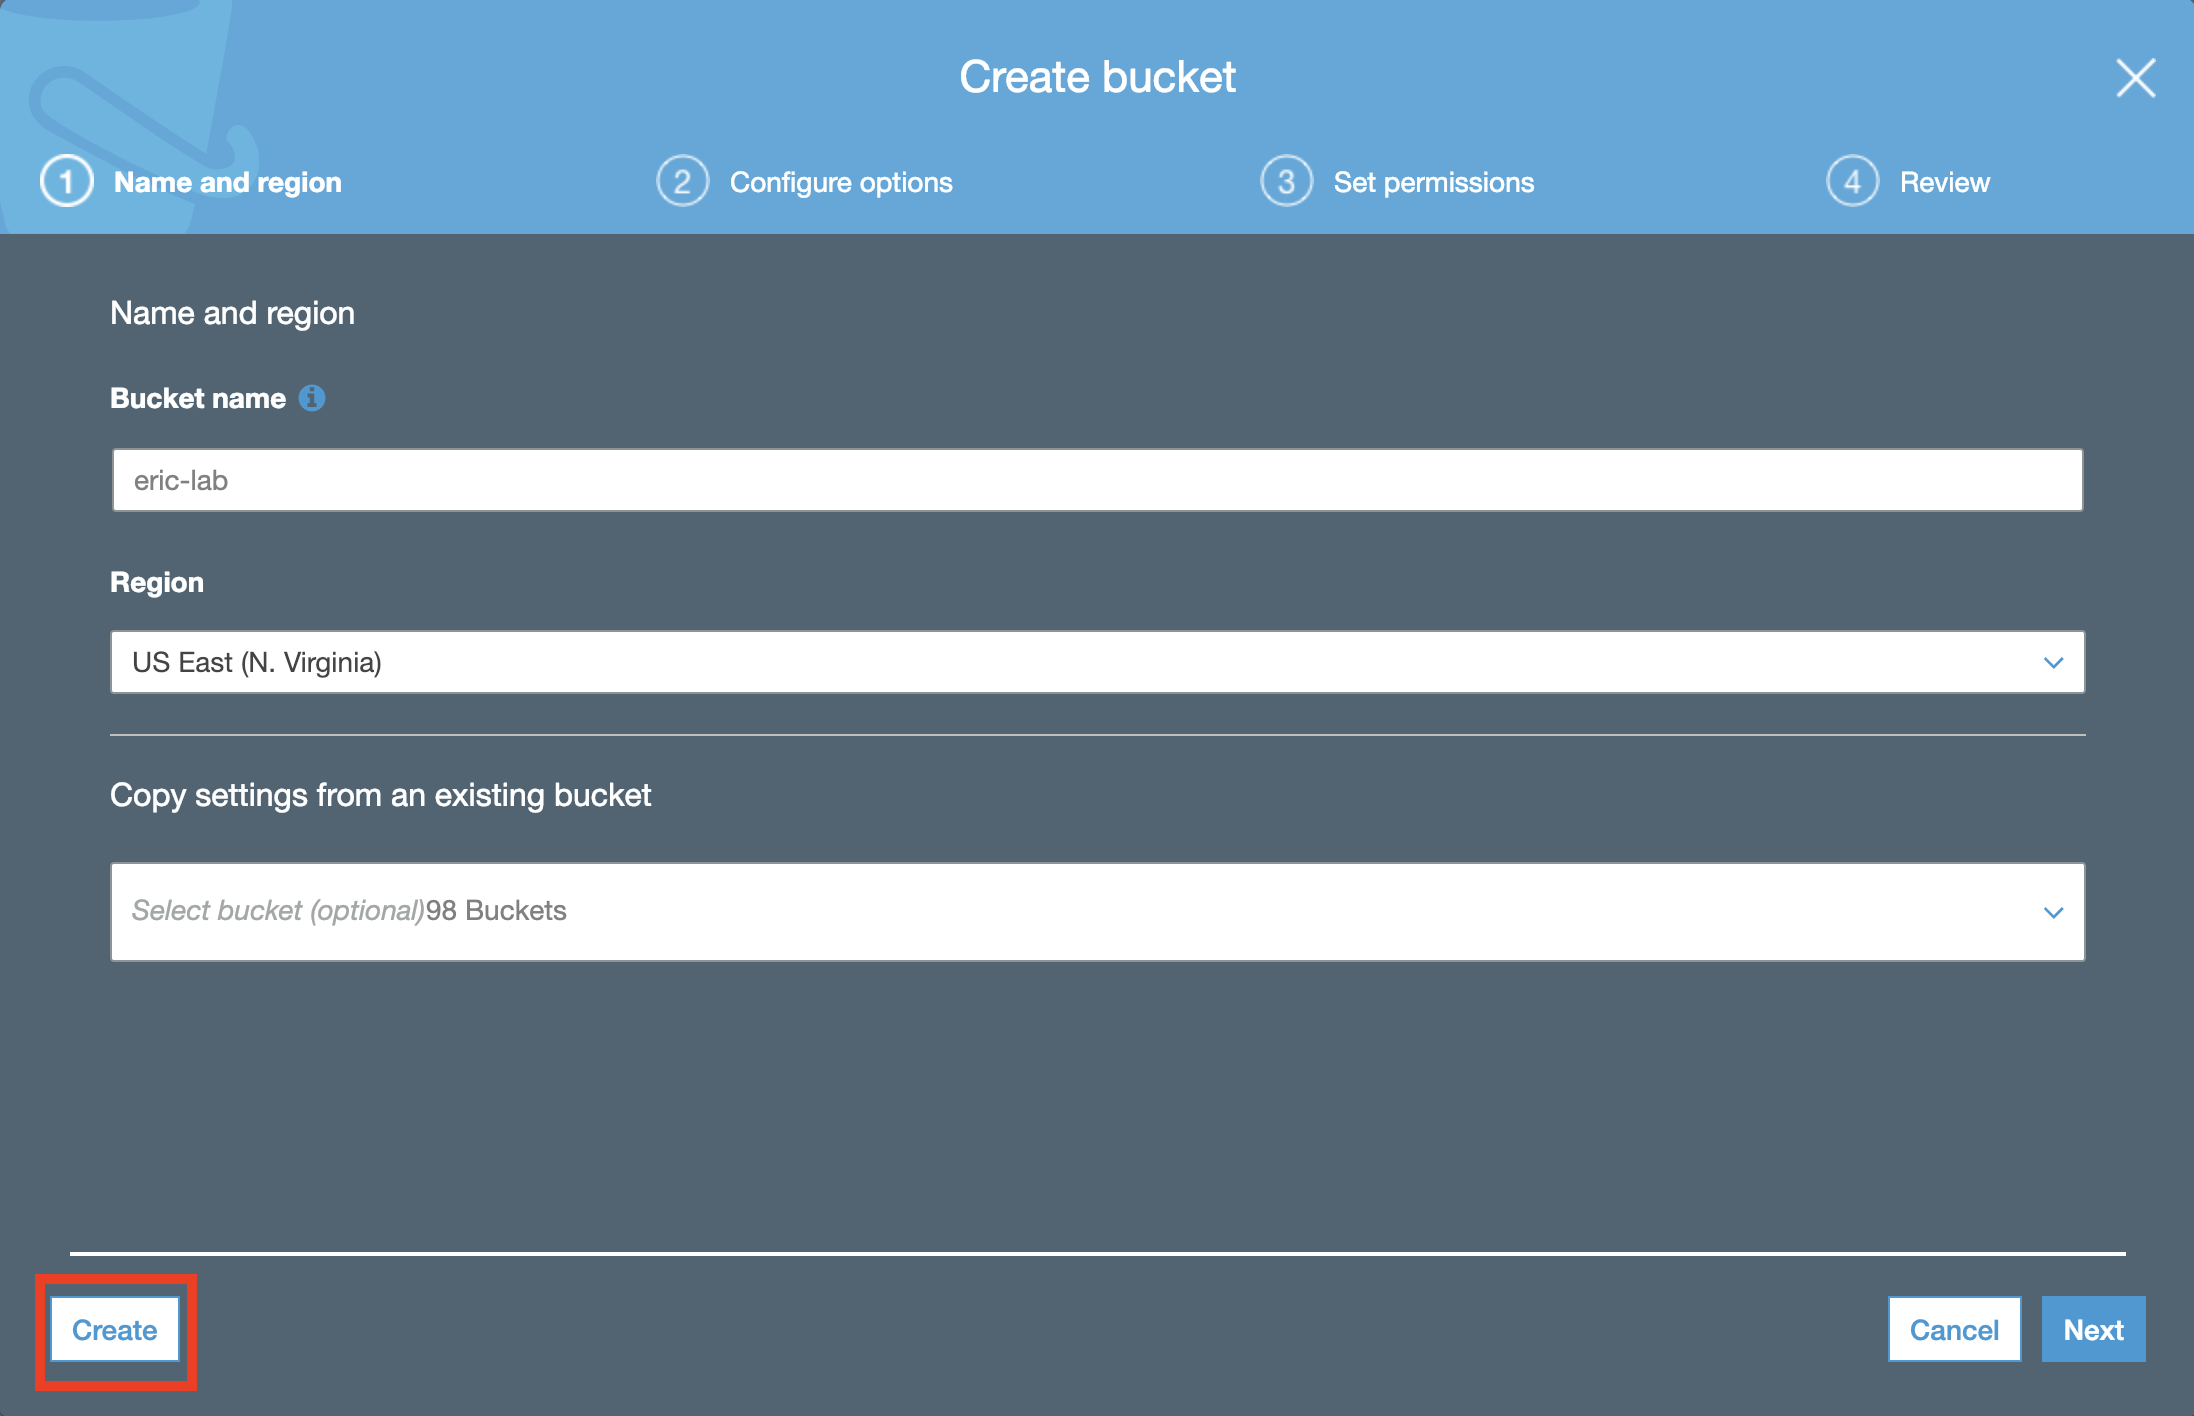 Create bucket
1 Name and region
2 Configure options
3 Set permissions
4 Review
Name and region
Bucket name
eric-lab
Region
US East (N. Virginia)
Copy settings from an existing bucket
Select bucket (optional)98 Buckets
Create
Cancel
Next